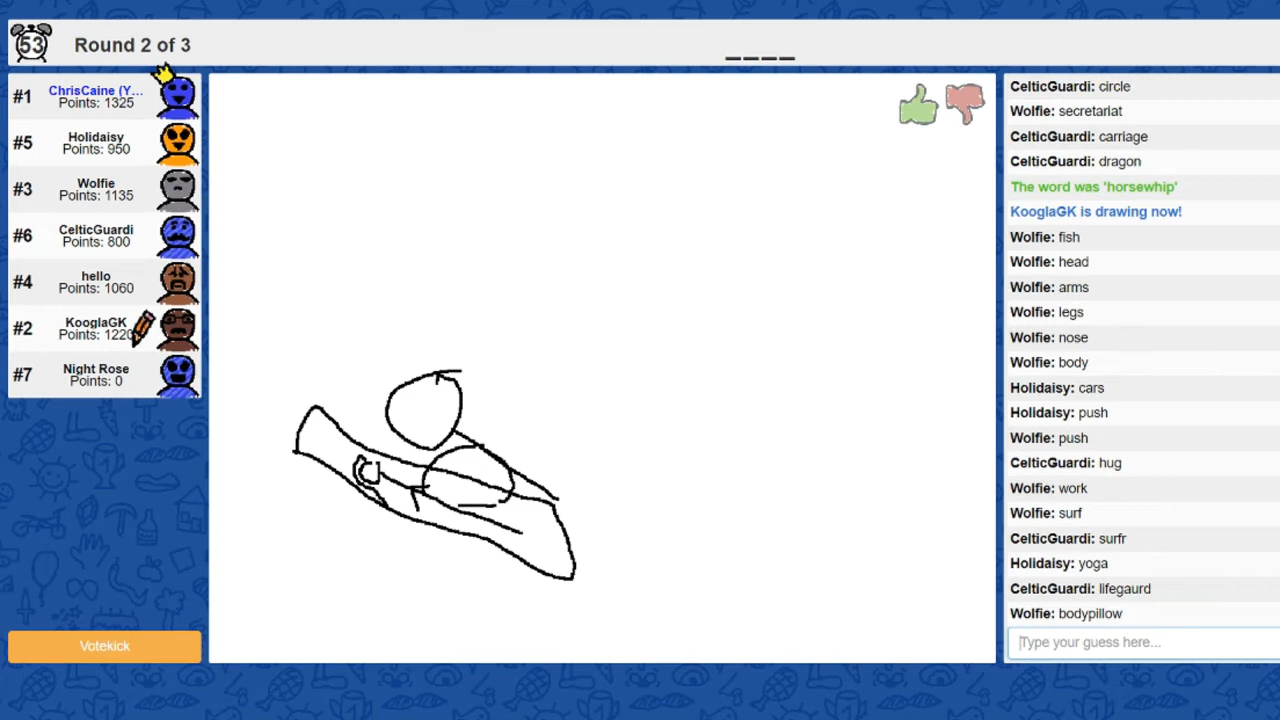 53
Round 2 of 3
____
#1
ChrisCaine (Y...
Points: 1325
#5
Holidaisy
Points: 950
#3
Wolfie
Points: 1135
#6
CelticGuardi
Points: 800
#4
hello
Points: 1060
#2
KooglaGK
Points: 1220
#7
Night Rose
Points: 0
Votekick
CelticGuardi: circle
Wolfie: secretariat
CelticGuardi: carriage
CelticGuardi: dragon
The word was 'horsewhip'
KooglaGK is drawing now!
Wolfie: fish
Wolfie: head
Wolfie: arms
Wolfie: legs
Wolfie: nose
Wolfie: body
Holidaisy: cars
Holidaisy: push
Wolfie: push
CelticGuardi: hug
Wolfie: work
Wolfie: surf
CelticGuardi: surfr
Holidaisy: yoga
CelticGuardi: lifegaurd
Wolfie: bodypillow
Type your guess here...